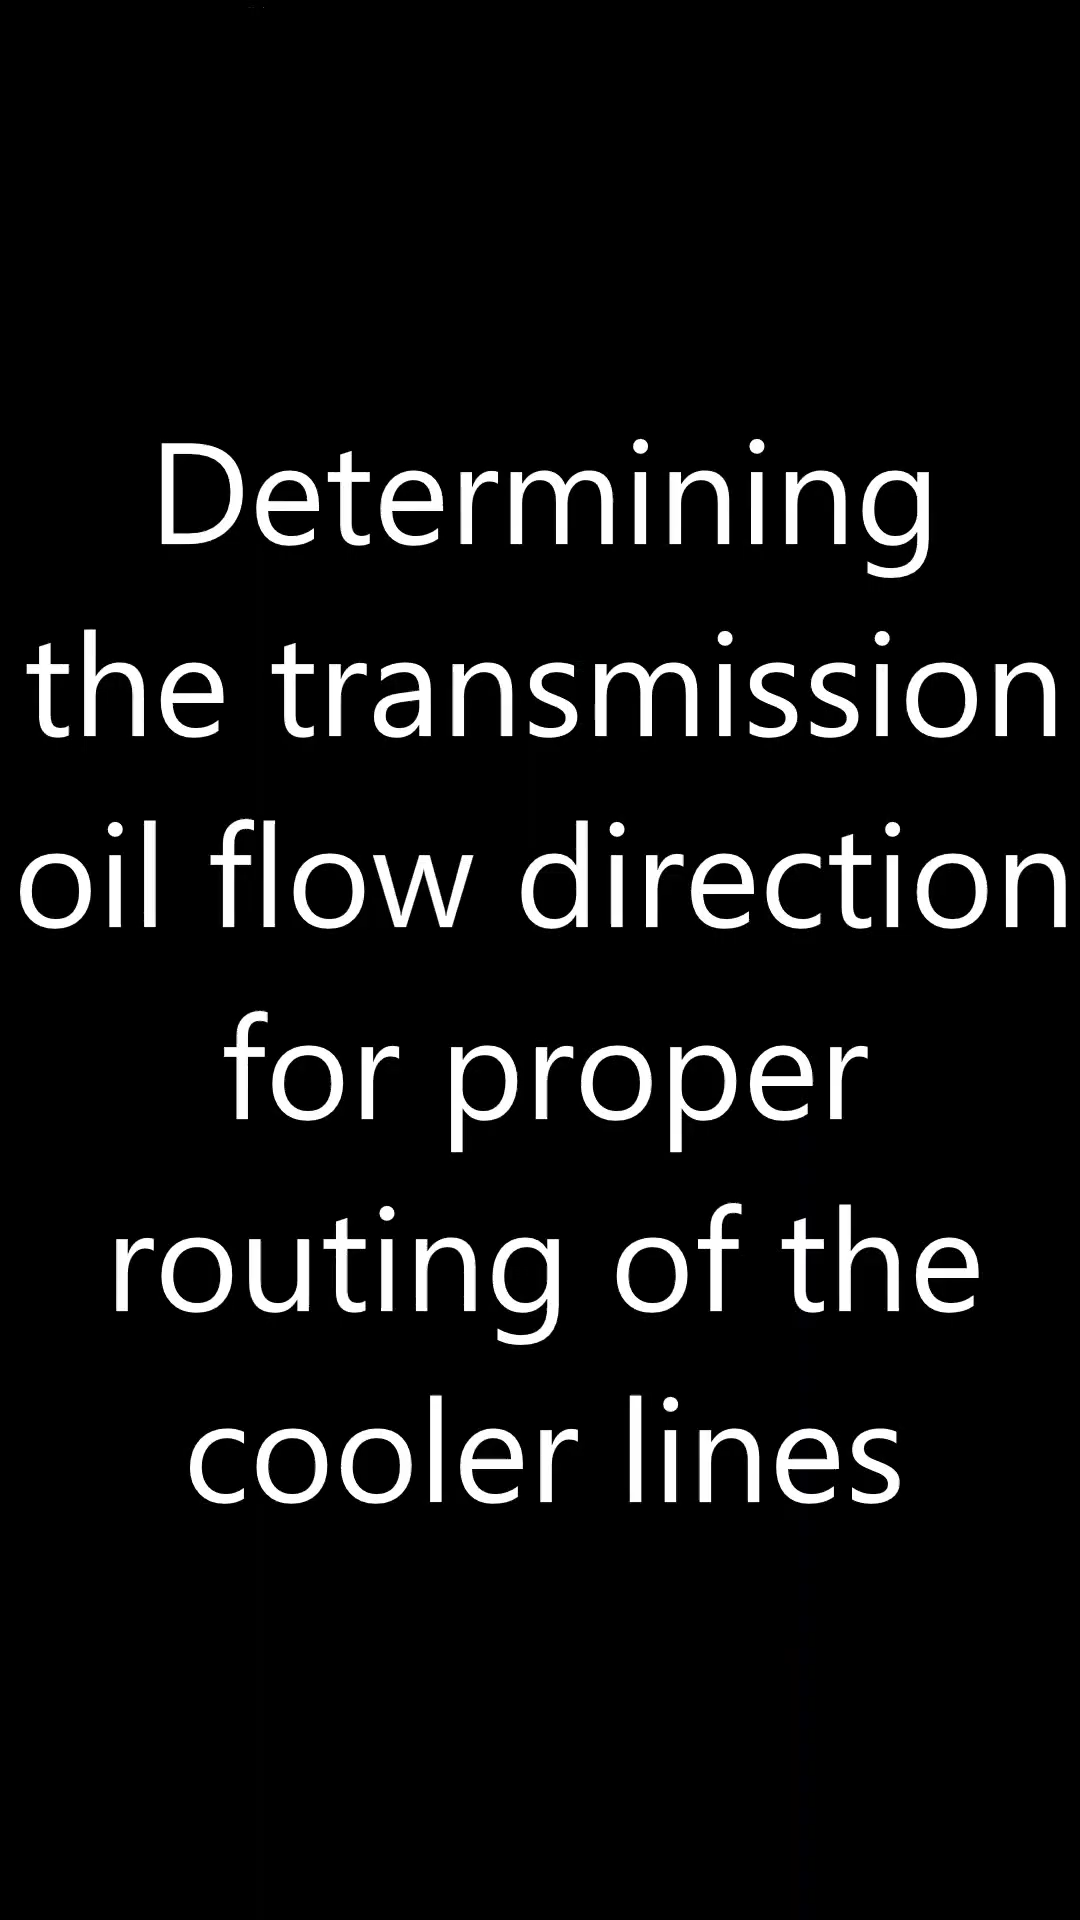 Determining
the transmission
oil flow direction
for proper
routing of the
cooler lines